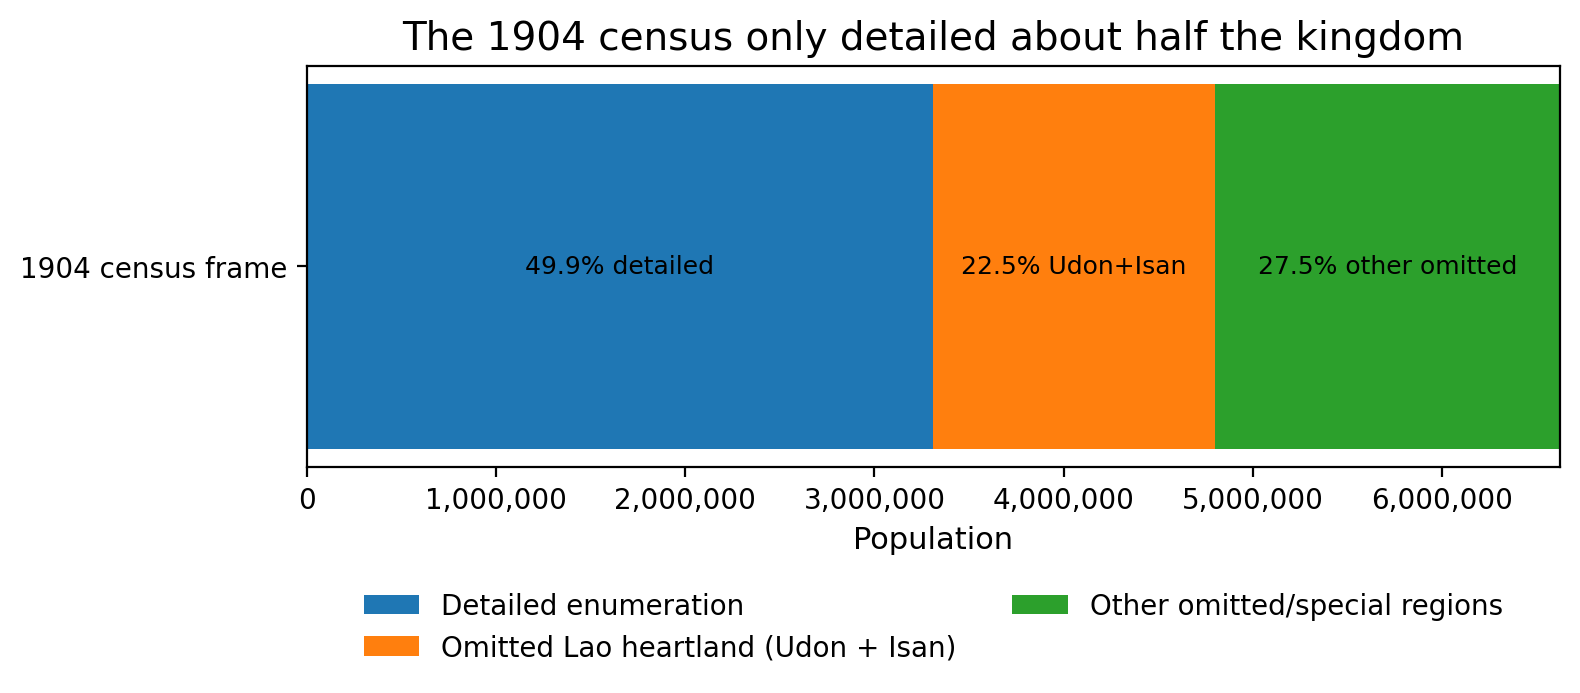 The 1904 census only detailed about half the kingdom
1904 census frame
49.9% detailed
22.5% Udon+Isan
27.5% other omitted
0
1,000,000
2,000,000
3,000,000
4,000,000
5,000,000
6,000,000
Population
Detailed enumeration
Omitted Lao heartland (Udon + Isan)
Other omitted/special regions